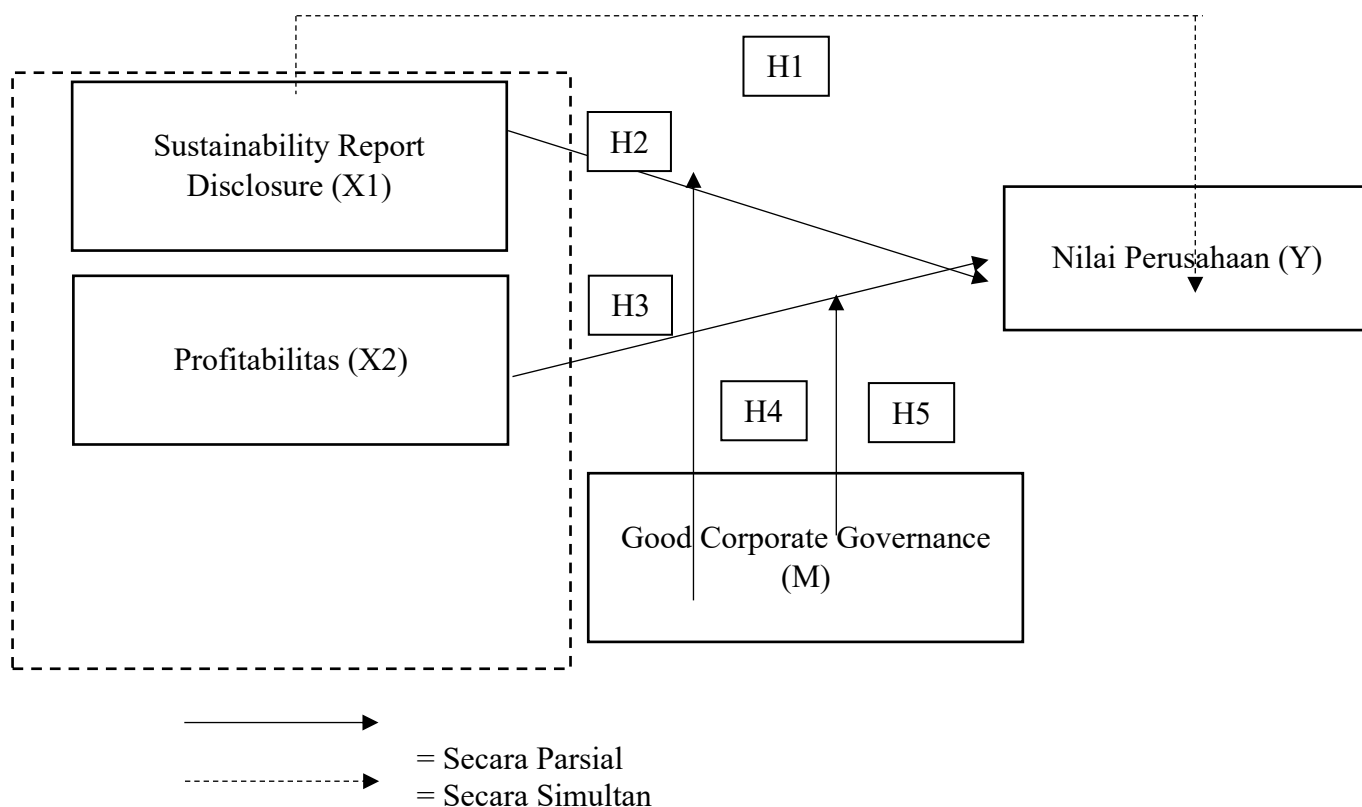 H1
Sustainability Report
Disclosure (X1)
H2
Nilai Perusahaan (Y)
Profitabilitas (X2)
H3
H4
H5
Good Corporate Governance
(M)
= Secara Parsial
= Secara Simultan